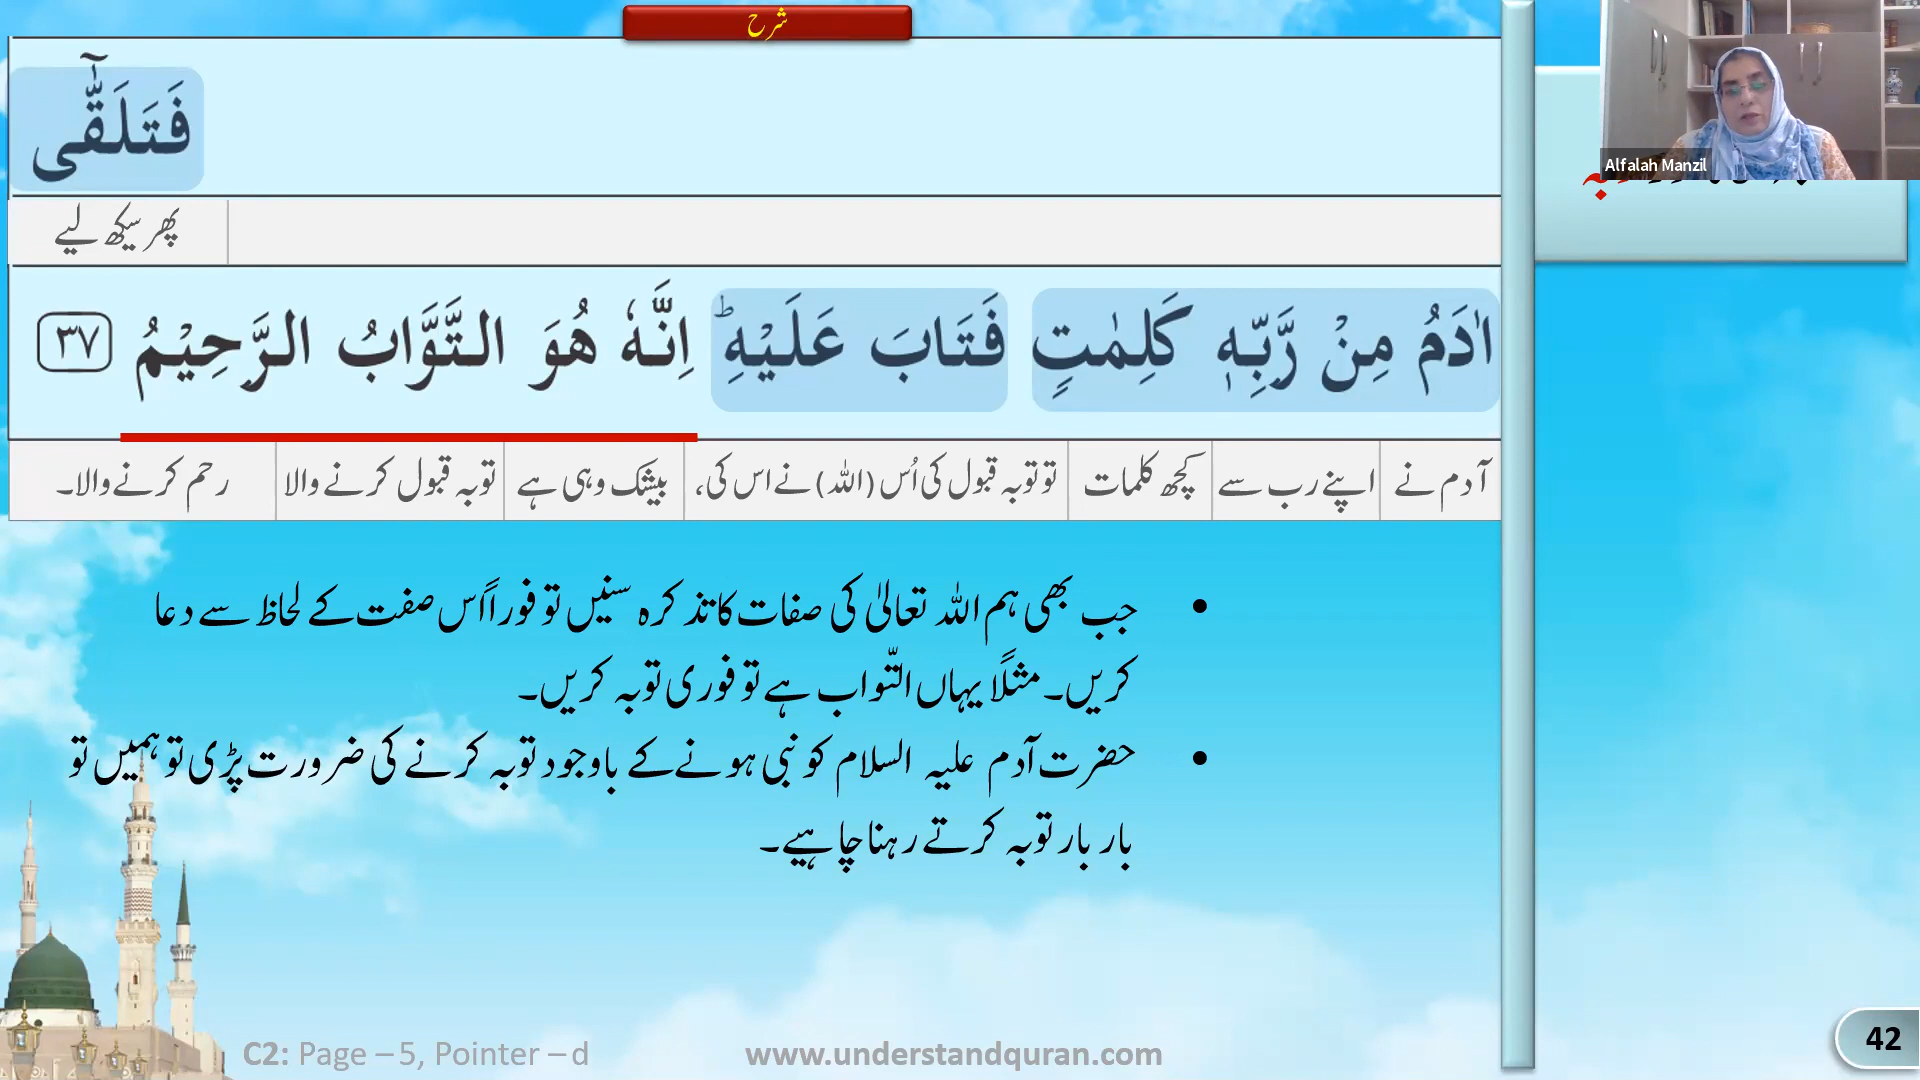 شرح
فَتَلَقّٰٓى
پھر سیکھ لیے
اٰدَمُ مِنْ رَّبِّهٖ كَلِمٰتٍ فَتَابَ عَلَيْهِ ؕ اِنَّهٗ هُوَ التَّوَّابُ الرَّحِيْمُ ۳۷
آدم نے اپنے رب سے کچھ کلمات تو توبہ قبول کی اُس (اللہ) نے اس کی، بیشک وہی ہے توبہ قبول کرنے والا رحم کرنے والا۔
• جب بھی ہم اللہ تعالیٰ کی صفات کا تذکرہ سنیں تو فوراً اُس صفت کے لحاظ سے دعا
کریں۔ مثلًا یہاں التّواب ہے تو فوری توبہ کریں۔
• حضرت آدم علیہ السلام کو نبی ہونے کے باوجود توبہ کرنے کی ضرورت پڑی تو ہمیں تو
بار بار توبہ کرتے رہنا چاہیے۔
Alfalah Manzil
C2: Page – 5, Pointer – d
www.understandquran.com
42